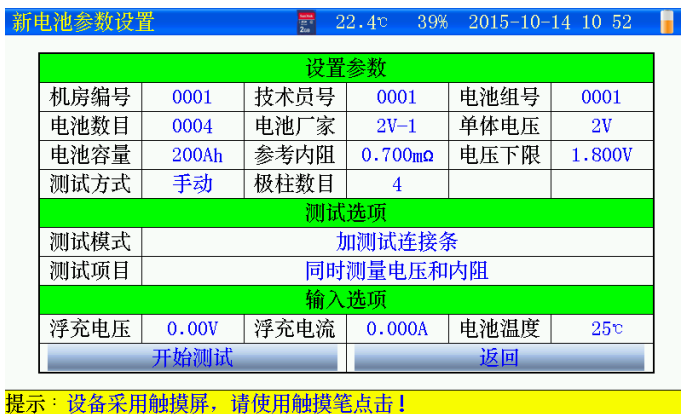 新电池参数设置 22.4℃ 39% 2015-10-14 10 52
设置参数
机房编号 0001 技术员号 0001 电池组号 0001
电池数目 0004 电池厂家 2V-1 单体电压 2V
电池容量 200Ah 参考内阻 0.700mΩ 电压下限 1.800V
测试方式 手动 极柱数目 4
测试选项
测试模式 加测试连接条
测试项目 同时测量电压和内阻
输入选项
浮充电压 0.00V 浮充电流 0.000A 电池温度 25℃
开始测试 返回
提示：设备采用触摸屏，请使用触摸笔点击！